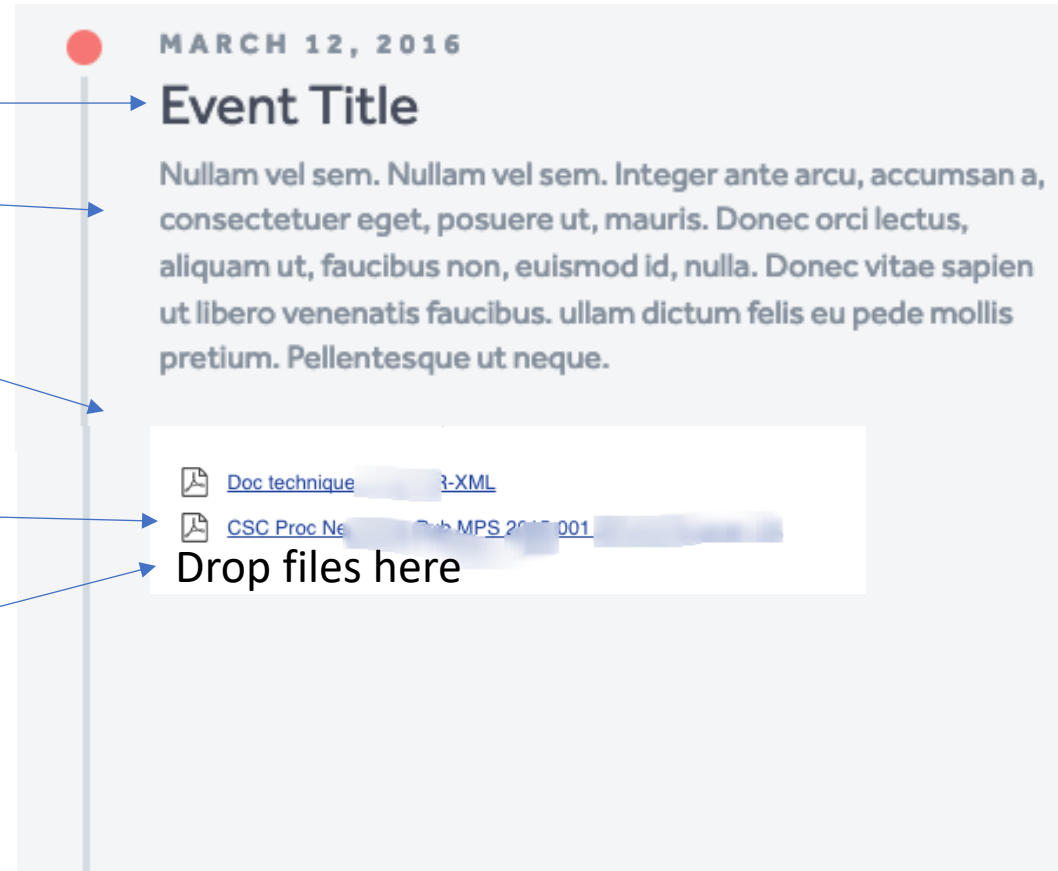 MARCH 12, 2016
Event Title
Nullam vel sem. Nullam vel sem. Integer ante arcu, accumsan a,
consectetuer eget, posuere ut, mauris. Donec orci lectus,
aliquam ut, faucibus non, euismod id, nulla. Donec vitae sapien
ut libero venenatis faucibus. ullam dictum felis eu pede mollis
pretium. Pellentesque ut neque.
Doc technique R-XML
CSC Proc MPS 001
Drop files here